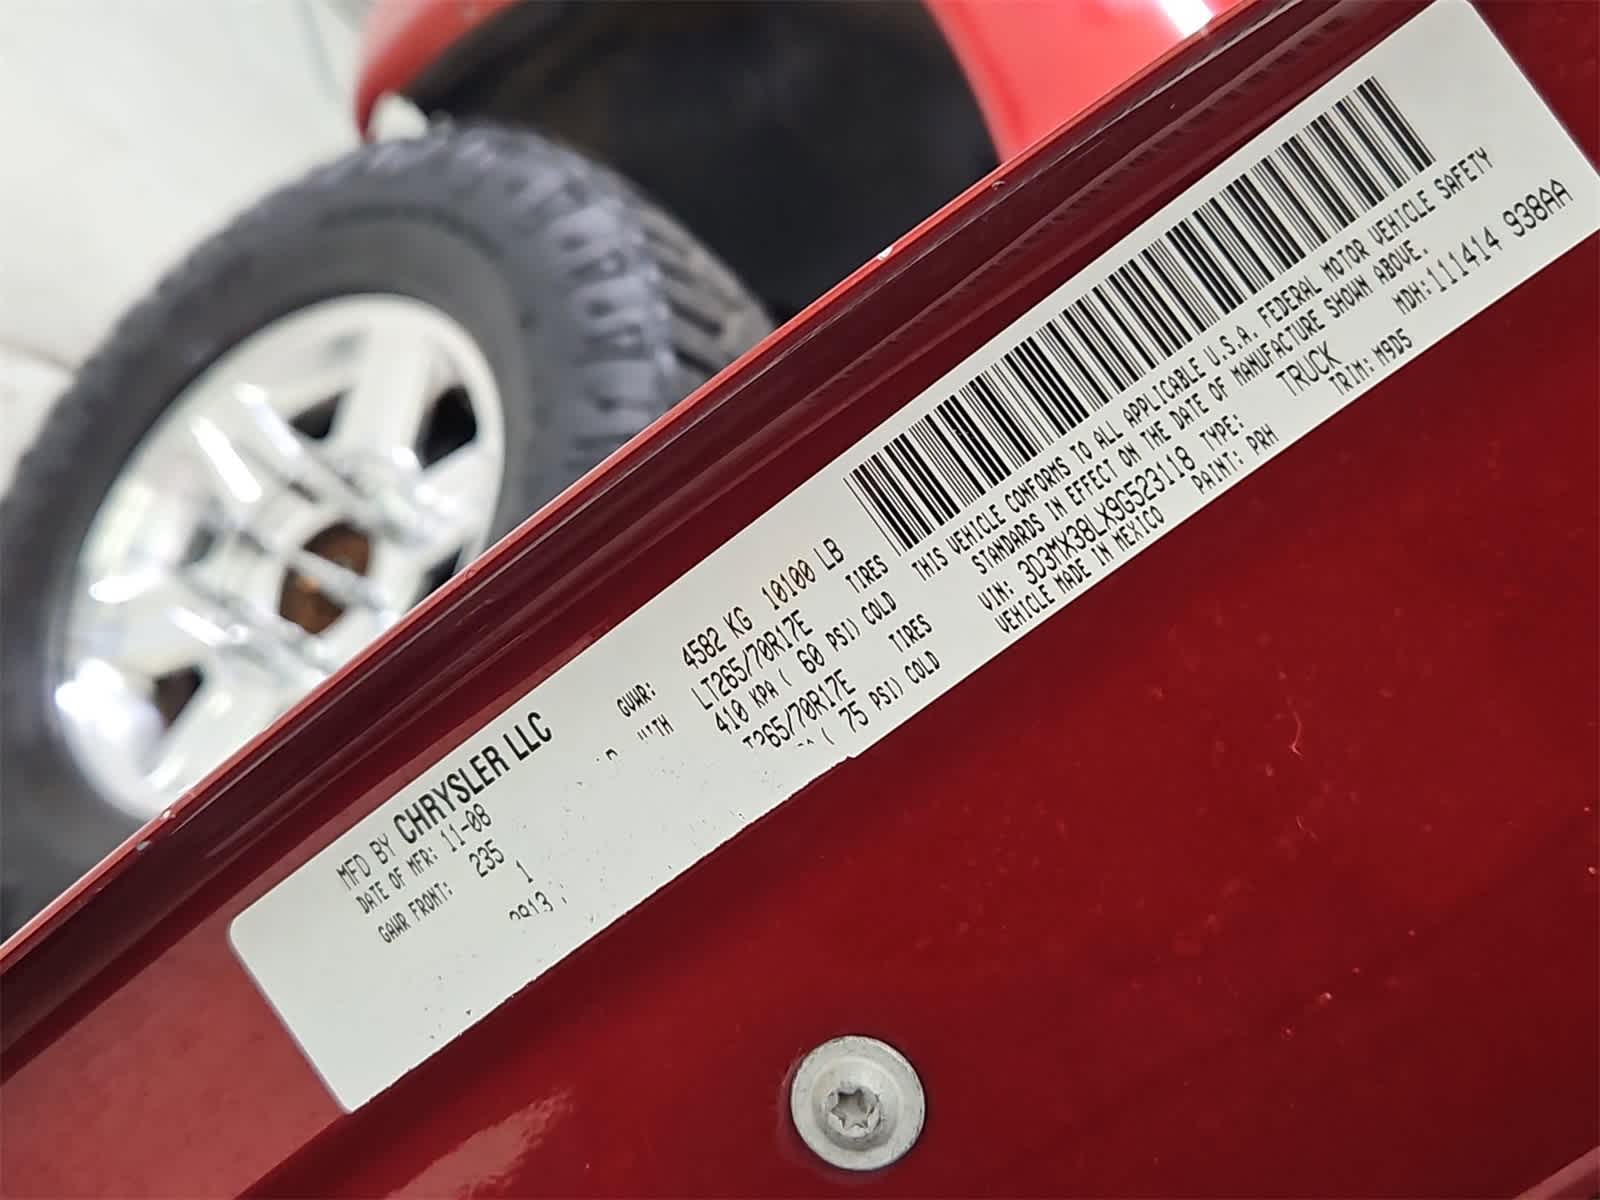 MFD BY CHRYSLER LLC
DATE OF MFR: 11-08 GVWR: 4582 KG 10100 LB
GAWR FRONT: 235 WITH LT265/70R17E TIRES
1 410 KPA ( 60 PSI) COLD
265/70R17E TIRES
( 75 PSI) COLD
THIS VEHICLE CONFORMS TO ALL APPLICABLE U.S.A. FEDERAL MOTOR VEHICLE SAFETY
STANDARDS IN EFFECT ON THE DATE OF MANUFACTURE SHOWN ABOVE.
MDH: 111414 938AA
VIN: 3D3MX38LX9G523118 TYPE: TRUCK
VEHICLE MADE IN MEXICO PAINT: PRH TRIM: M9D5